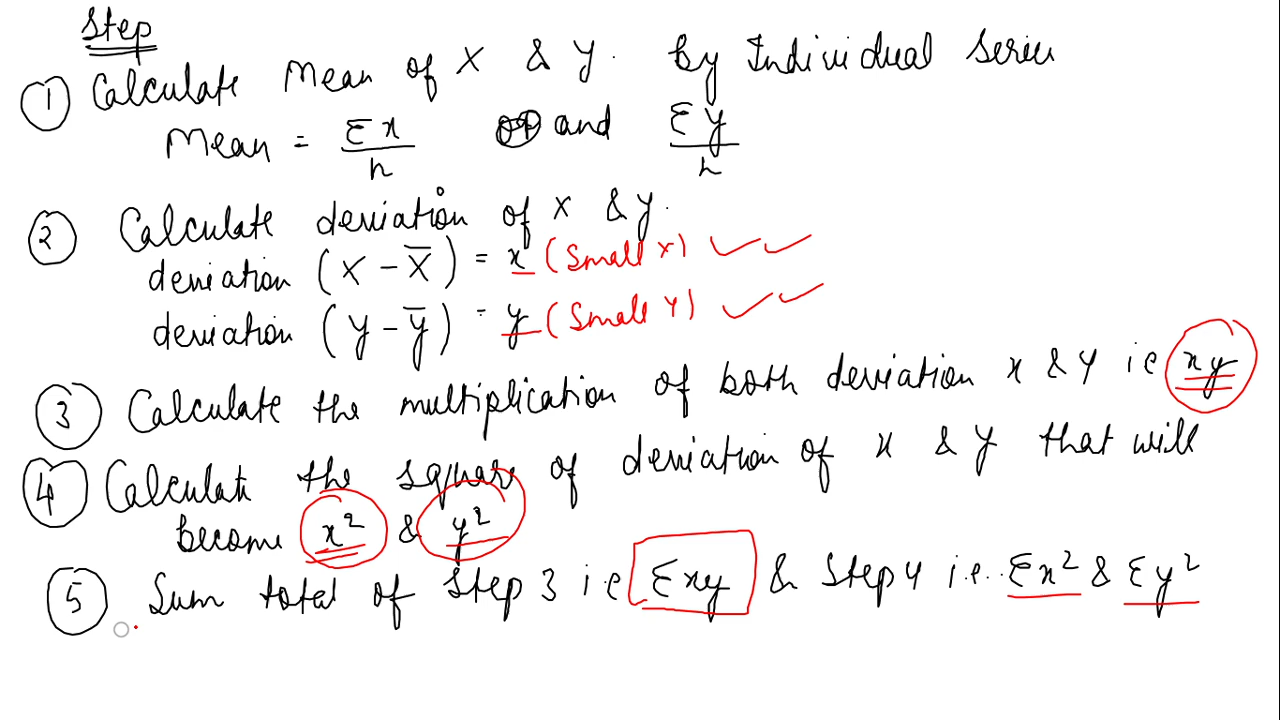 Step
① Calculate Mean of X & Y. by Individual series
Mean = Σx/n and Σy/n
② Calculate deviation of X & Y.
deviation (X - X̄) = x (Small X)
deviation (Y - ȳ) = y (Small Y)
③ Calculate the multiplication of both deviation x & y ie xy
④ Calculate the square of deviation of x & y that will
become x² & y²
⑤ Sum total of Step 3 ie Σxy & Step 4 i.e. Σx² & Σy²